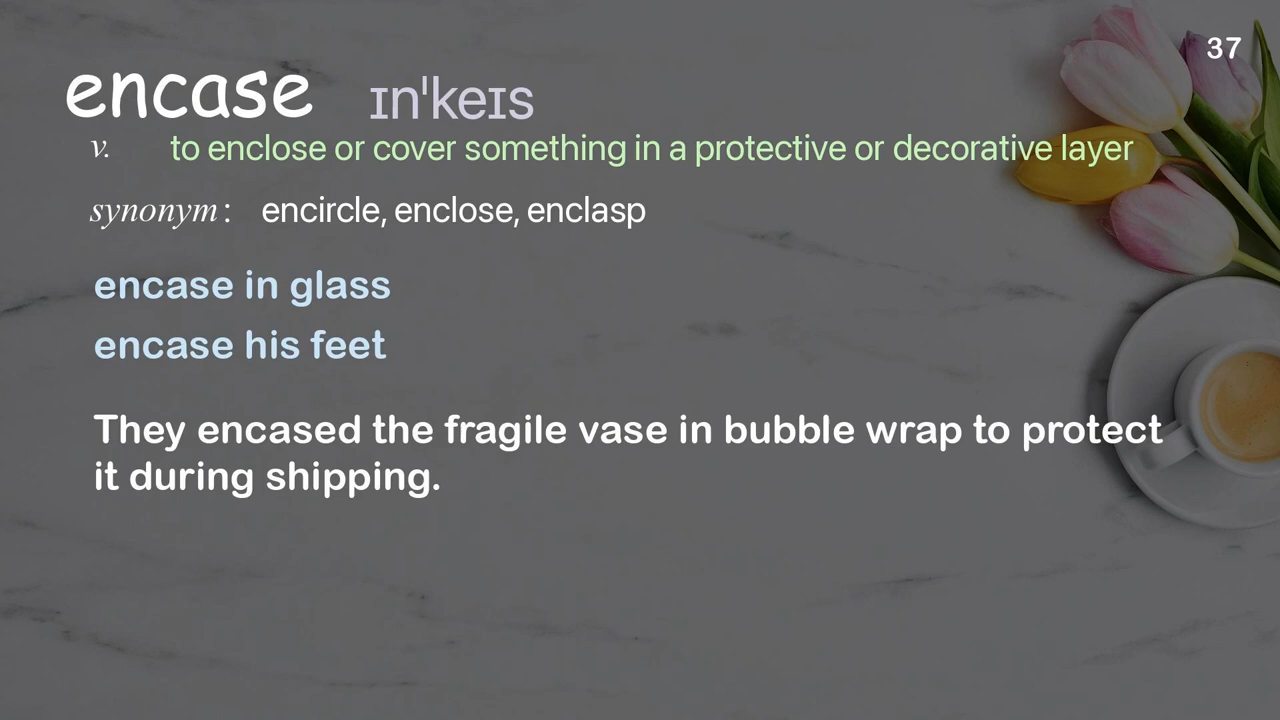 37
encase ɪnˈkeɪs
v. to enclose or cover something in a protective or decorative layer
synonym: encircle, enclose, enclasp
encase in glass
encase his feet
They encased the fragile vase in bubble wrap to protect
it during shipping.